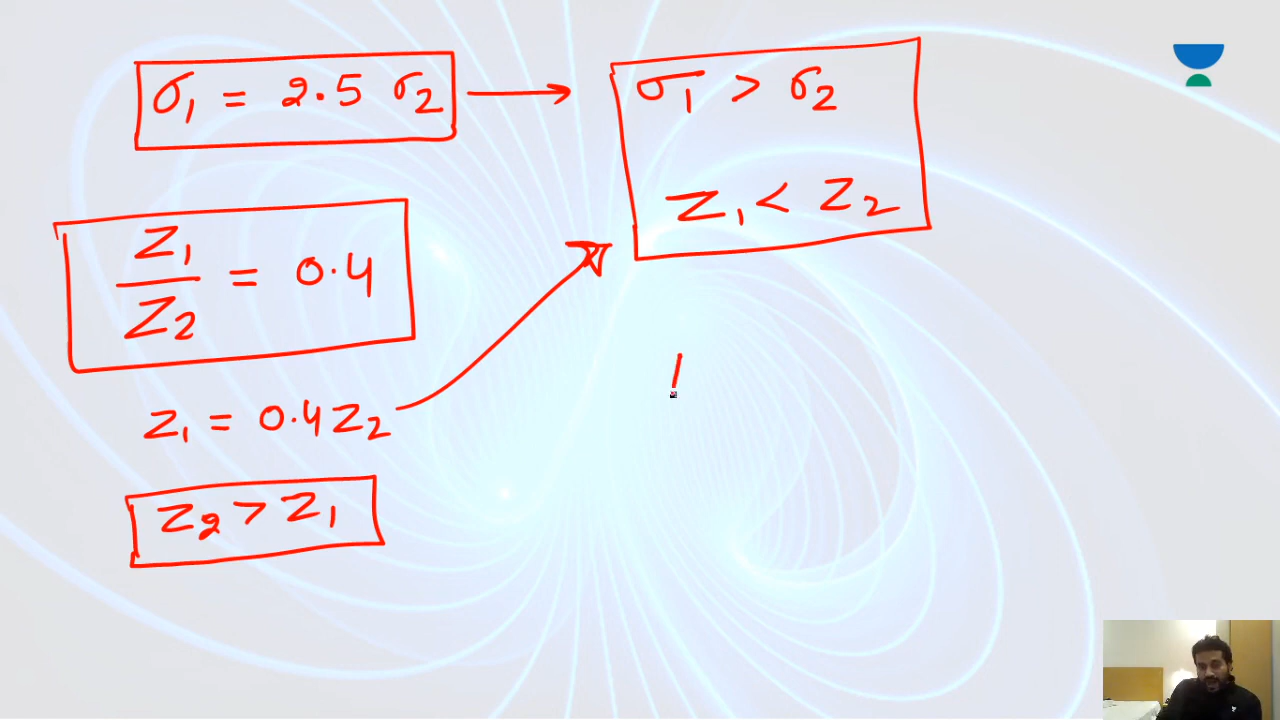 σ1 = 2.5 σ2 → σ1 > σ2
Z1 < Z2
Z1/Z2 = 0.4
Z1 = 0.4Z2
Z2 > Z1